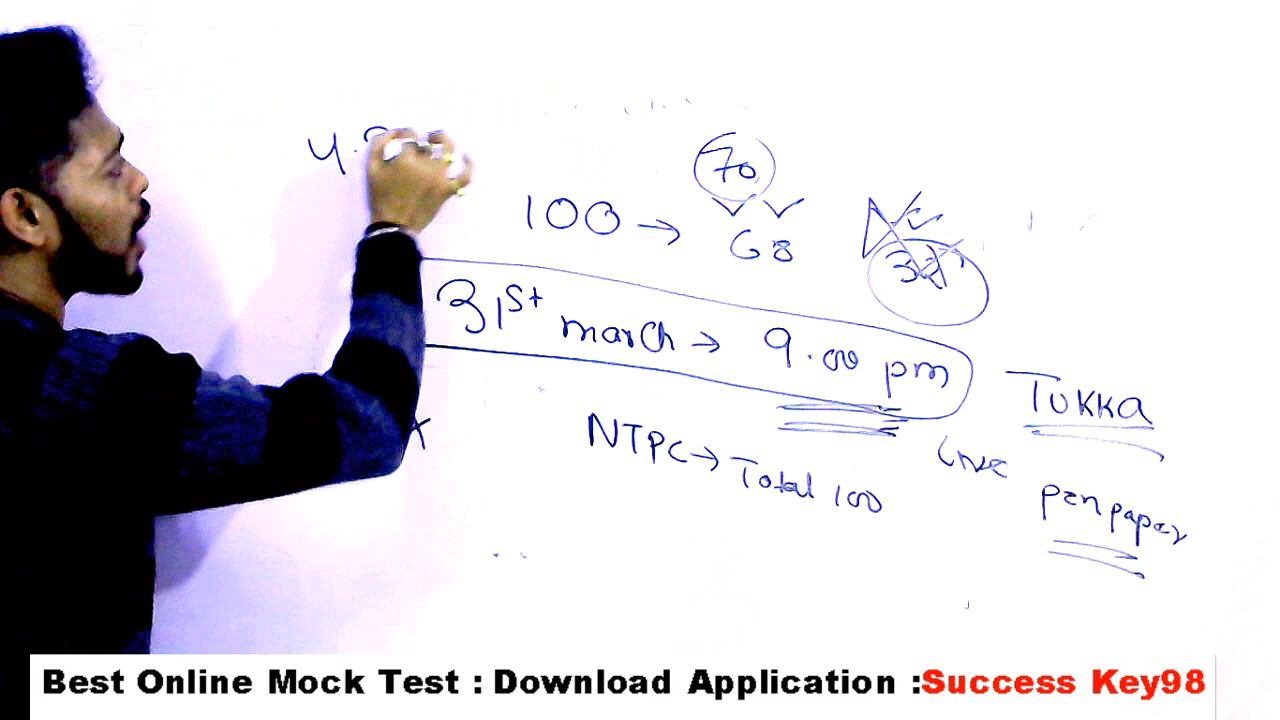 70
100 → 68
31st march → 9.00 pm
TUKKA
NTPC → Total 100
Live
pen paper
Best Online Mock Test : Download Application :Success Key98